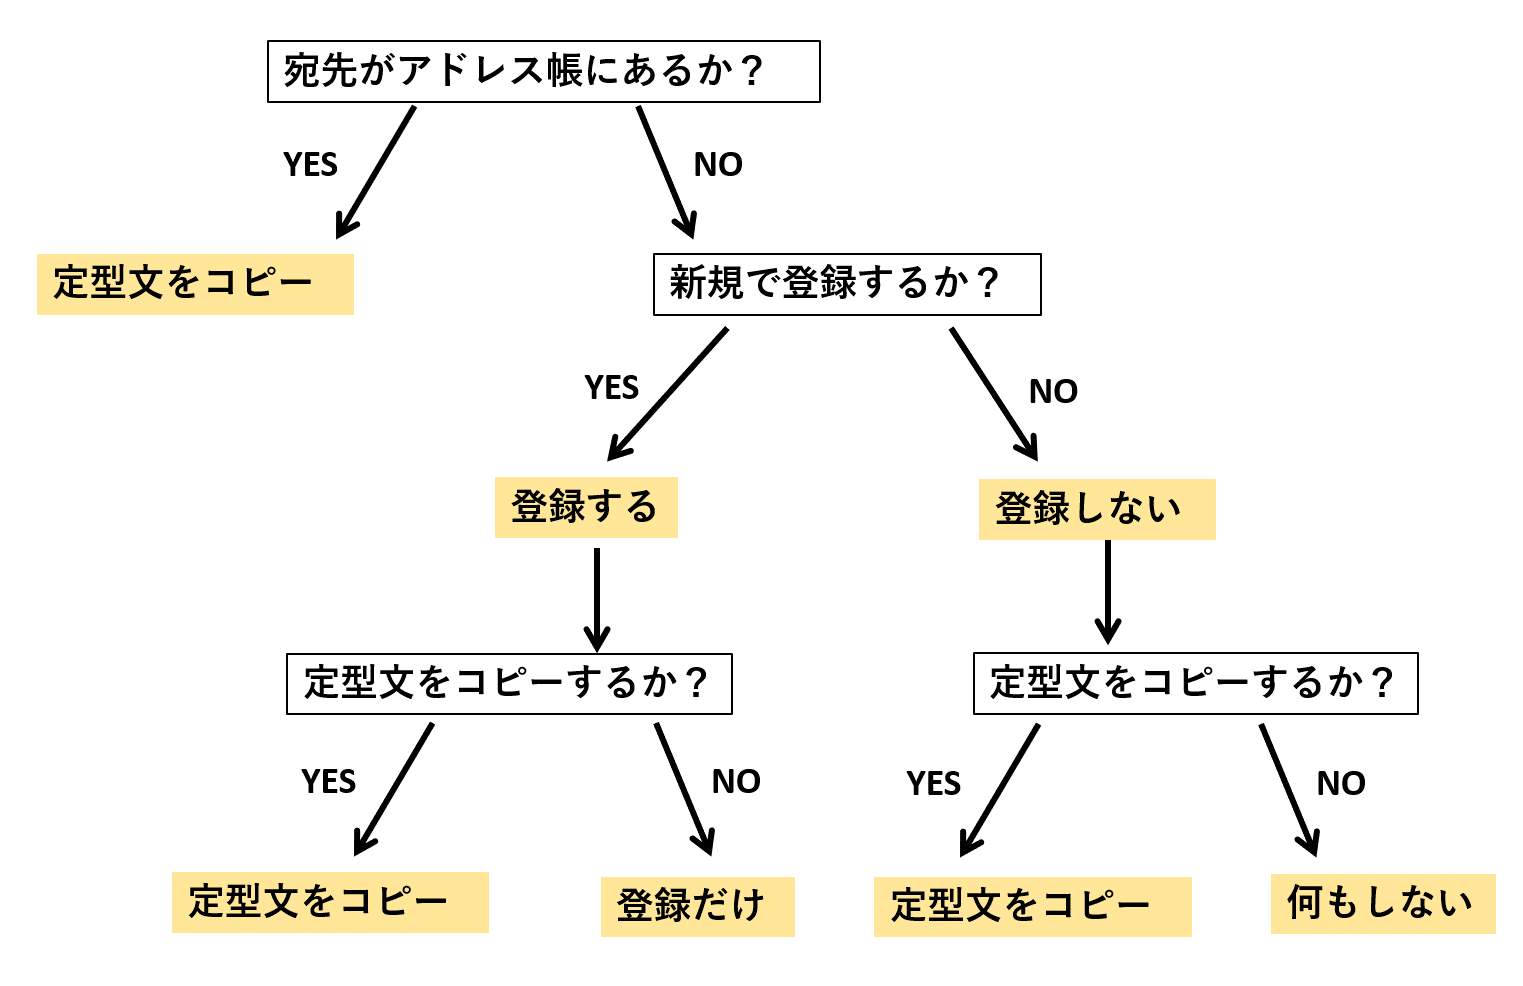 宛先がアドレス帳にあるか？
YES
NO
定型文をコピー
新規で登録するか？
YES
NO
登録する
登録しない
定型文をコピーするか？
定型文をコピーするか？
YES
NO
YES
NO
定型文をコピー
登録だけ
定型文をコピー
何もしない